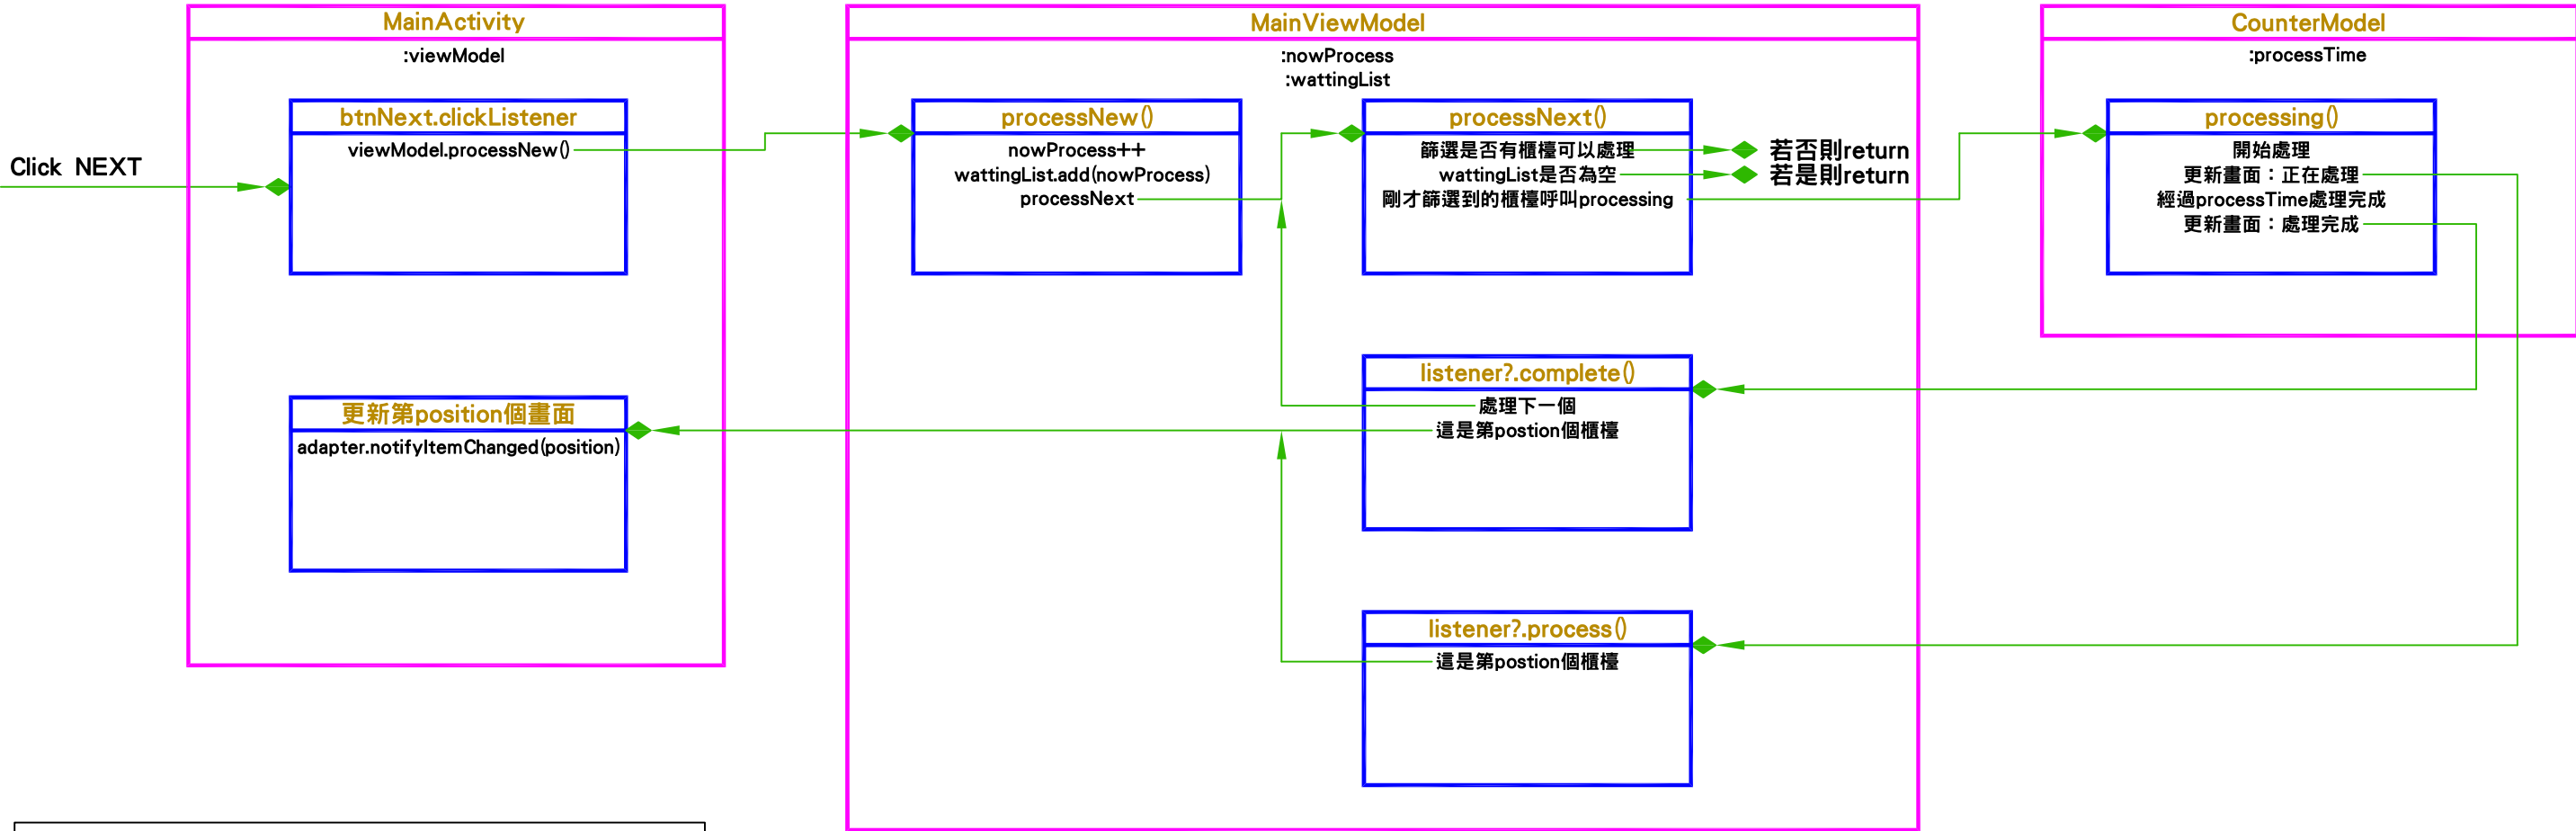 Click NEXT
MainActivity
:viewModel
btnNext.clickListener
viewModel.processNew()
更新第position個畫面
adapter.notifyItemChanged(position)
MainViewModel
:nowProcess
:wattingList
processNew()
nowProcess++
wattingList.add(nowProcess)
processNext
processNext()
篩選是否有櫃檯可以處理
若否則return
wattingList是否為空
若是則return
剛才篩選到的櫃檯呼叫processing
listener?.complete()
處理下一個
這是第postion個櫃檯
listener?.process()
這是第postion個櫃檯
CounterModel
:processTime
processing()
開始處理
更新畫面：正在處理
經過processTime處理完成
更新畫面：處理完成